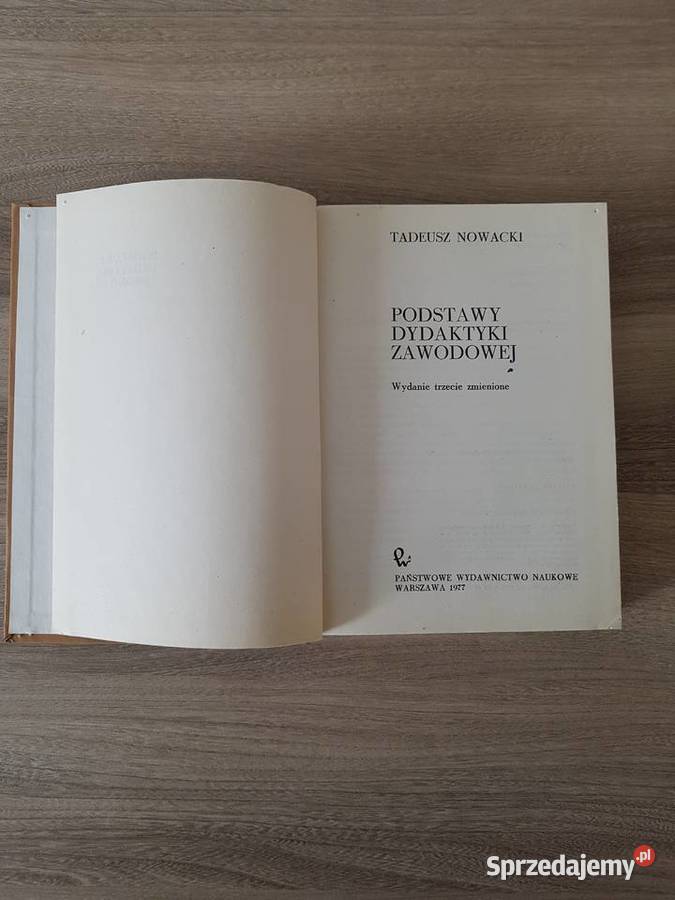 TADEUSZ NOWACKI
PODSTAWY
DYDAKTYKI
ZAWODOWEJ
Wydanie trzecie zmienione
PAŃSTWOWE WYDAWNICTWO NAUKOWE
WARSZAWA 1977
Sprzedajemy.pl